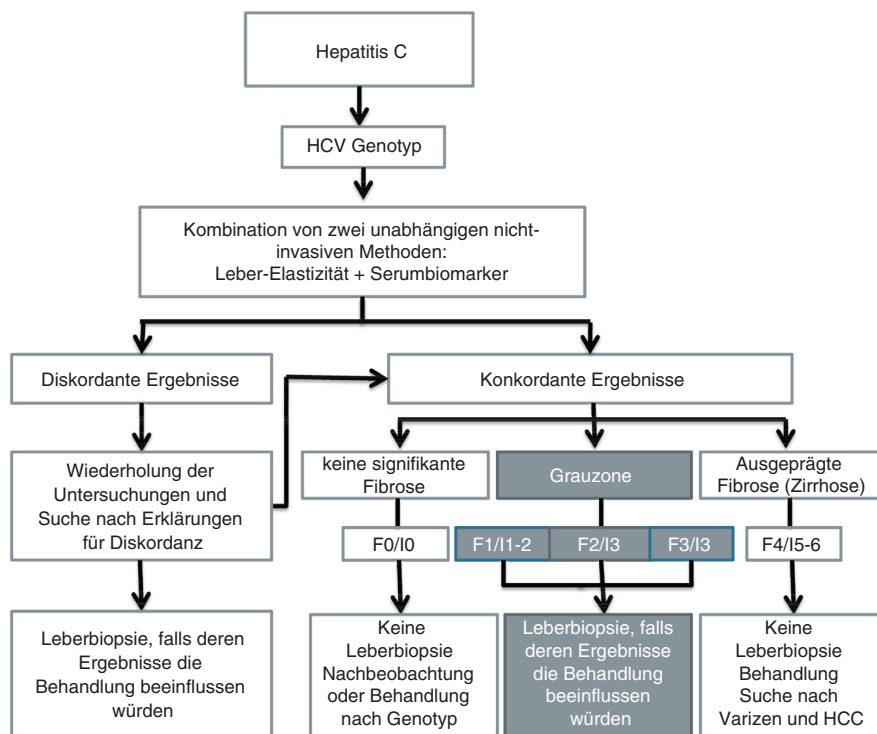 Hepatitis C
HCV Genotyp
Kombination von zwei unabhängigen nicht-
invasiven Methoden:
Leber-Elastizität + Serumbiomarker
Diskordante Ergebnisse
Konkordante Ergebnisse
Wiederholung der
Untersuchungen und
Suche nach Erklärungen
für Diskordanz
keine signifikante
Fibrose
Grauzone
Ausgeprägte
Fibrose (Zirrhose)
F0/I0
F1/I1-2
F2/I3
F3/I3
F4/I5-6
Leberbiopsie, falls deren
Ergebnisse die
Behandlung beeinflussen
würden
Keine
Leberbiopsie
Nachbeobachtung
oder Behandlung
nach Genotyp
Leberbiopsie, falls
deren Ergebnisse
die Behandlung
beeinflussen
würden
Keine
Leberbiopsie
Behandlung
Suche nach
Varizen und HCC